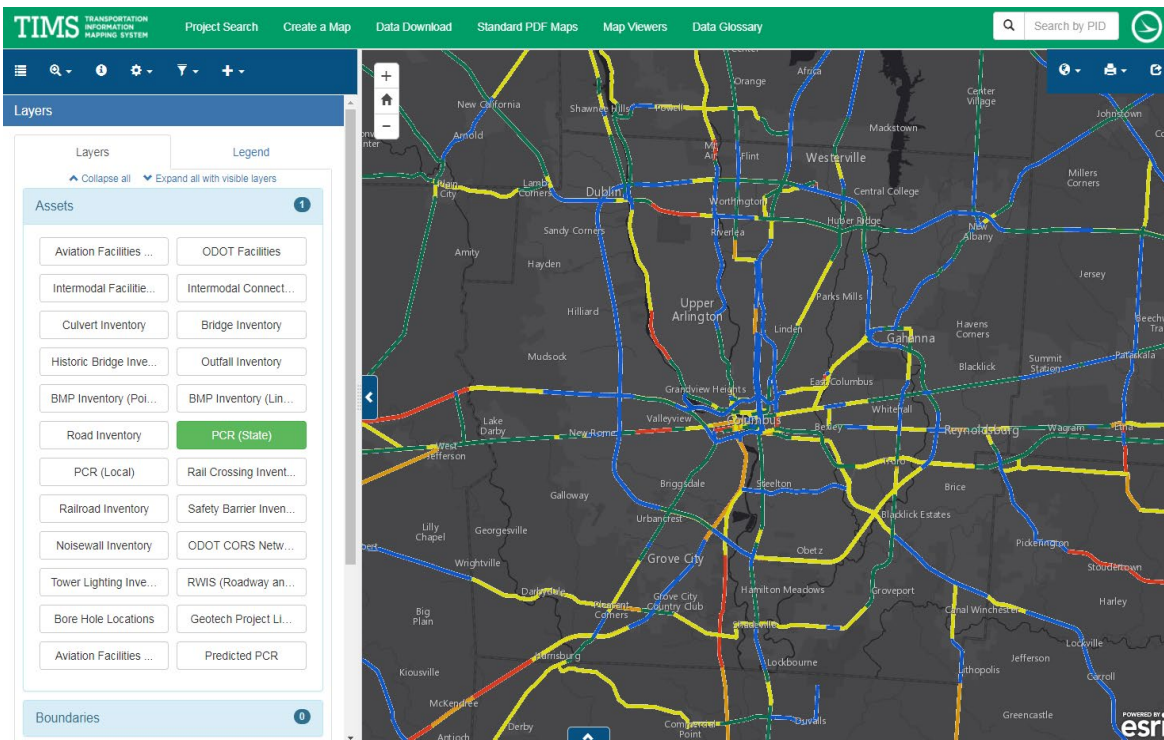 TIMS TRANSPORTATION INFORMATION MAPPING SYSTEM
Project Search
Create a Map
Data Download
Standard PDF Maps
Map Viewers
Data Glossary
Search by PID
Layers
Layers
Legend
Collapse all
Expand all with visible layers
Assets
1
Aviation Facilities ...
ODOT Facilities
Intermodal Facilitie...
Intermodal Connect...
Culvert Inventory
Bridge Inventory
Historic Bridge Inve...
Outfall Inventory
BMP Inventory (Poi...
BMP Inventory (Lin...
Road Inventory
PCR (State)
PCR (Local)
Rail Crossing Invent...
Railroad Inventory
Safety Barrier Inven...
Noisewall Inventory
ODOT CORS Netw...
Tower Lighting Inve...
RWIS (Roadway an...
Bore Hole Locations
Geotech Project Li...
Aviation Facilities ...
Predicted PCR
Boundaries
0
Africa
Orange
Center Village
New California
Shawnee Hills
Powell
Johnstown
Arnold
Mackstown
Flint
Westerville
Plain City
Lamb Corners
Dublin
Worthington
Central College
Millers Corners
Riverlea
Huber Ridge
New Albany
Sandy Corners
Amity
Hayden
Jersey
Hilliard
Upper Arlington
Parks Mills
Linden
Gahanna
Havens Corners
Mudsock
Blacklick
Summit Station
Pataskala
Grandview Heights
East Columbus
Whitehall
Lake Darby
New Rome
Valleyview
Columbus
Bexley
Reynoldsburg
Wagram
Etna
West Jefferson
Briggsdale
Steelton
Brice
Galloway
Urbancrest
Blacklick Estates
Lilly Chapel
Georgesville
Obetz
Pickerington
Wrightville
Grove City
Stoudertown
Darbydale
Grove City Country Club
Hamilton Meadows
Groveport
Harley
Big Plain
Pleasant Corners
Shadeville
Canal Winchester
Harrisburg
Lockbourne
Lockville
Jefferson
Lithopolis
Carroll
Kiousville
McKendree
Greencastle
Derby
Commercial Point
Duvalls
Antioch
POWERED BY
esri